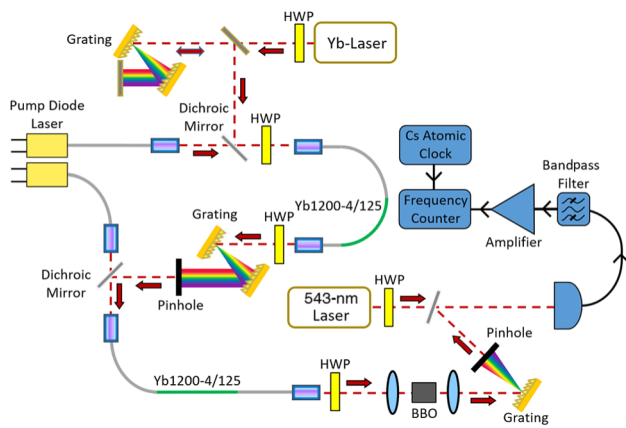 HWP
Grating
Yb-Laser
Pump Diode
Laser
Dichroic
Mirror
HWP
Cs Atomic
Clock
Bandpass
Filter
Frequency
Counter
Amplifier
Yb1200-4/125
Grating
HWP
Dichroic
Mirror
Pinhole
543-nm
Laser
HWP
Pinhole
Yb1200-4/125
HWP
BBO
Grating